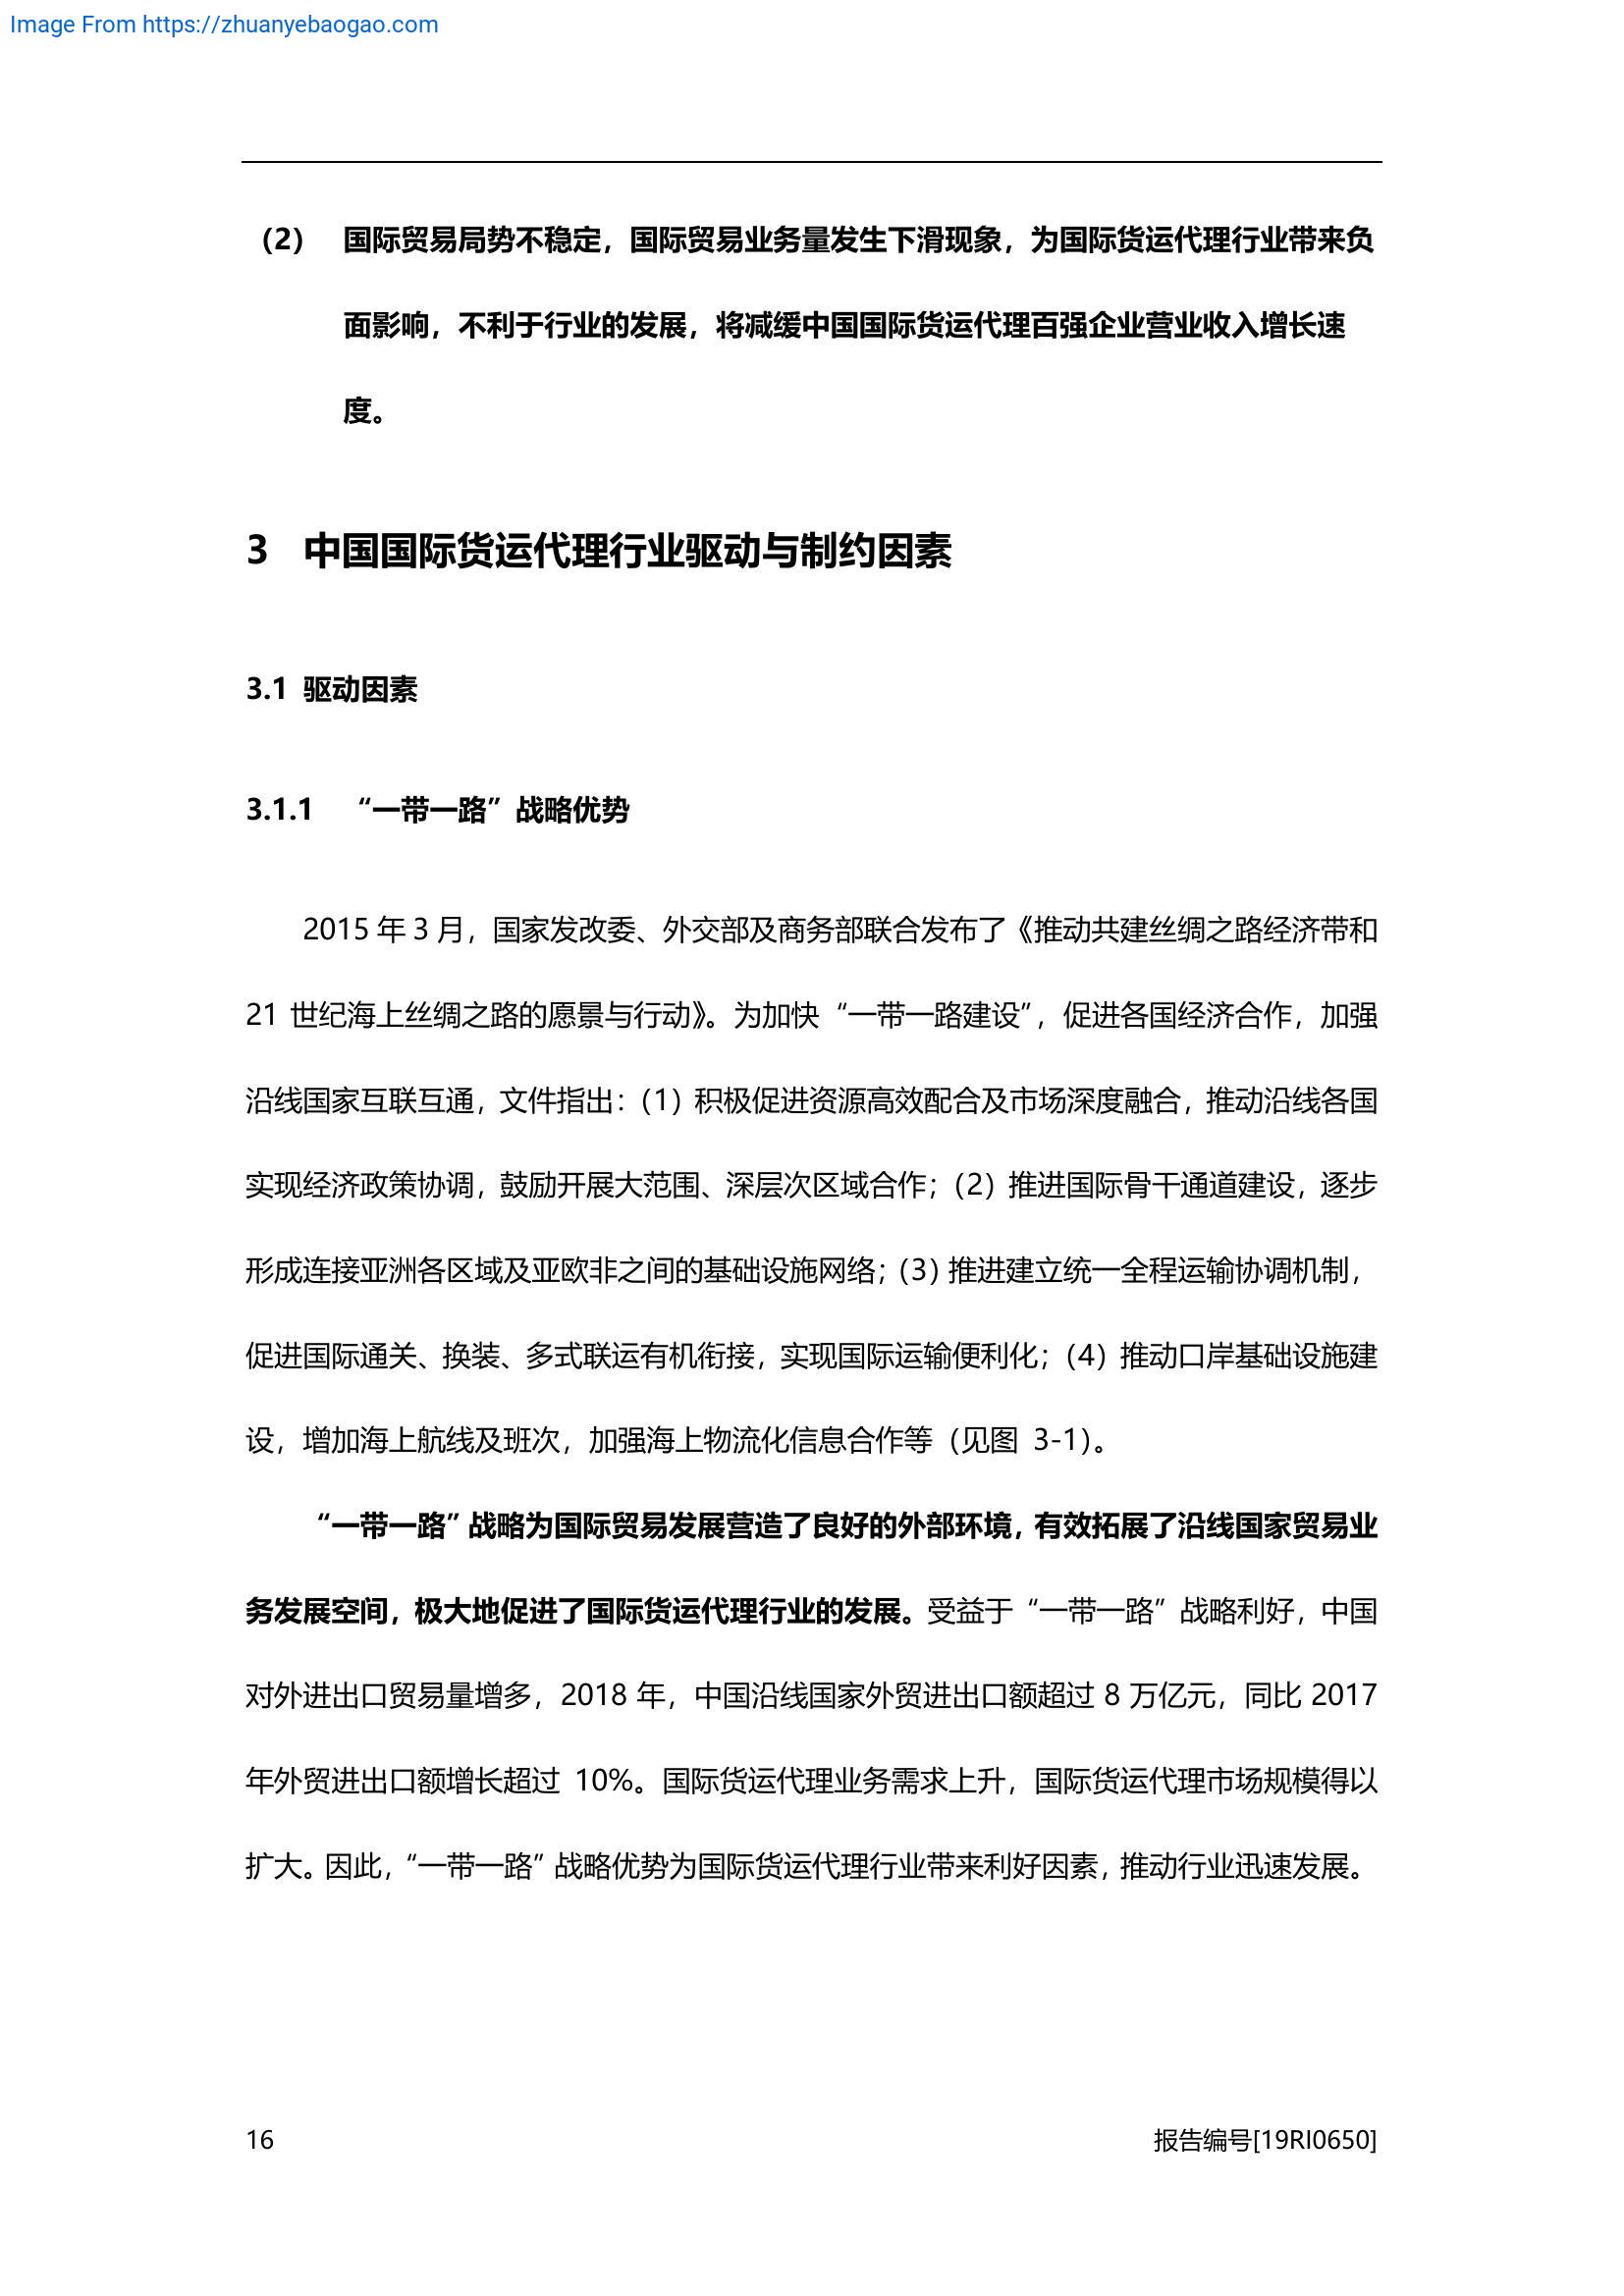 Image From https://zhuanyebaogao.com
（2） 国际贸易局势不稳定，国际贸易业务量发生下滑现象，为国际货运代理行业带来负
面影响，不利于行业的发展，将减缓中国国际货运代理百强企业营业收入增长速
度。
3 中国国际货运代理行业驱动与制约因素
3.1 驱动因素
3.1.1 “一带一路”战略优势
2015 年 3 月，国家发改委、外交部及商务部联合发布了《推动共建丝绸之路经济带和
21 世纪海上丝绸之路的愿景与行动》。为加快“一带一路建设”，促进各国经济合作，加强
沿线国家互联互通，文件指出：（1）积极促进资源高效配合及市场深度融合，推动沿线各国
实现经济政策协调，鼓励开展大范围、深层次区域合作；（2）推进国际骨干通道建设，逐步
形成连接亚洲各区域及亚欧非之间的基础设施网络；（3）推进建立统一全程运输协调机制，
促进国际通关、换装、多式联运有机衔接，实现国际运输便利化；（4）推动口岸基础设施建
设，增加海上航线及班次，加强海上物流化信息合作等（见图 3-1）。
“一带一路”战略为国际贸易发展营造了良好的外部环境，有效拓展了沿线国家贸易业
务发展空间，极大地促进了国际货运代理行业的发展。受益于“一带一路”战略利好，中国
对外进出口贸易量增多，2018 年，中国沿线国家外贸进出口额超过 8 万亿元，同比 2017
年外贸进出口额增长超过 10%。国际货运代理业务需求上升，国际货运代理市场规模得以
扩大。因此，“一带一路”战略优势为国际货运代理行业带来利好因素，推动行业迅速发展。
16 报告编号[19RI0650]